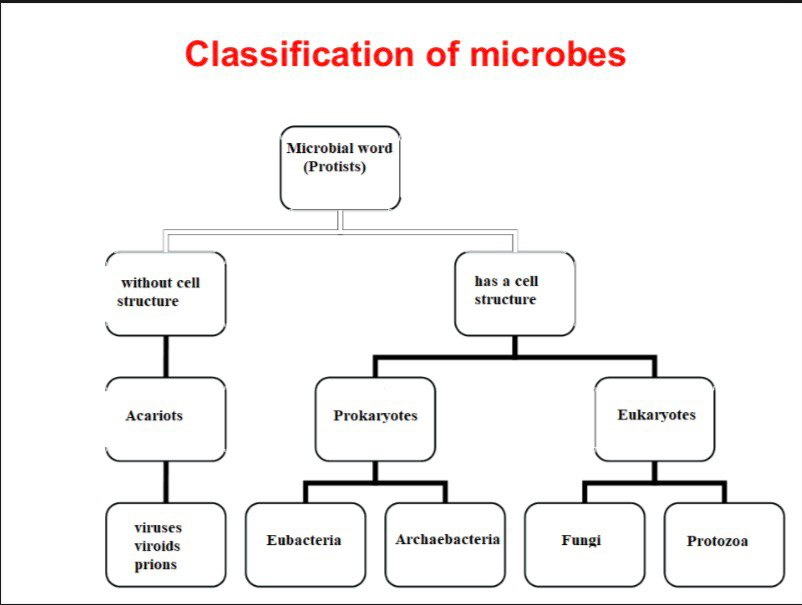 Classification of microbes
Microbial word
(Protists)
without cell
structure
has a cell
structure
Acariots
Prokaryotes
Eukaryotes
viruses
viroids
prions
Eubacteria
Archaebacteria
Fungi
Protozoa